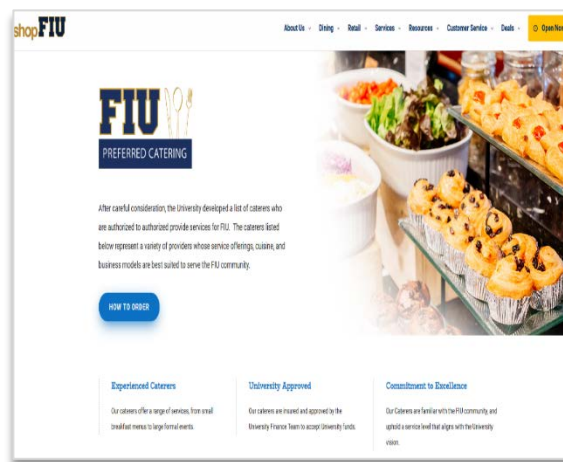 shop FIU
About Us Dining Retail Services Resources Customer Service Deals Open Now
FIU
PREFERRED CATERING
After careful consideration, the University developed a list of caterers who
are authorized to authorized provide services for FIU. The caterers listed
below represent a variety of providers whose service offerings, cuisine, and
business models are best suited to serve the FIU community.
HOW TO ORDER
Experienced Caterers
Our caterers offer a range of services, from small
breakfast menus to large formal events.
University Approved
Our caterers are insured and approved by the
University Finance Team to accept University funds.
Commitment to Excellence
Our Caterers are familiar with the FIU community, and
uphold a service level that aligns with the University
vision.